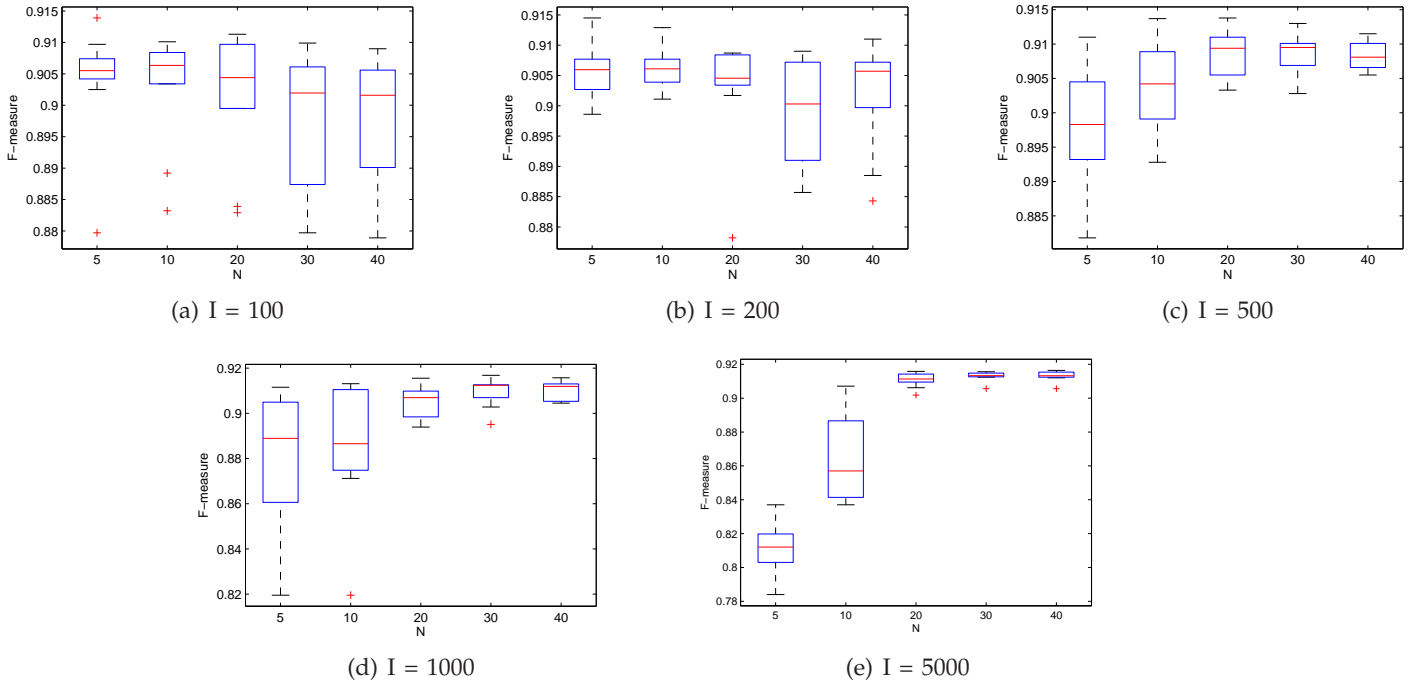 0.915
0.91
0.905
0.9
0.895
0.89
0.885
0.88
F−measure
5 10 20 30 40
N
(a) I = 100
0.915
0.91
0.905
0.9
0.895
0.89
0.885
0.88
F−measure
5 10 20 30 40
N
(b) I = 200
0.915
0.91
0.905
0.9
0.895
0.89
0.885
F−measure
5 10 20 30 40
N
(c) I = 500
0.92
0.9
0.88
0.86
0.84
0.82
F−measure
5 10 20 30 40
N
(d) I = 1000
0.92
0.9
0.88
0.86
0.84
0.82
0.8
0.78
F−measure
5 10 20 30 40
N
(e) I = 5000